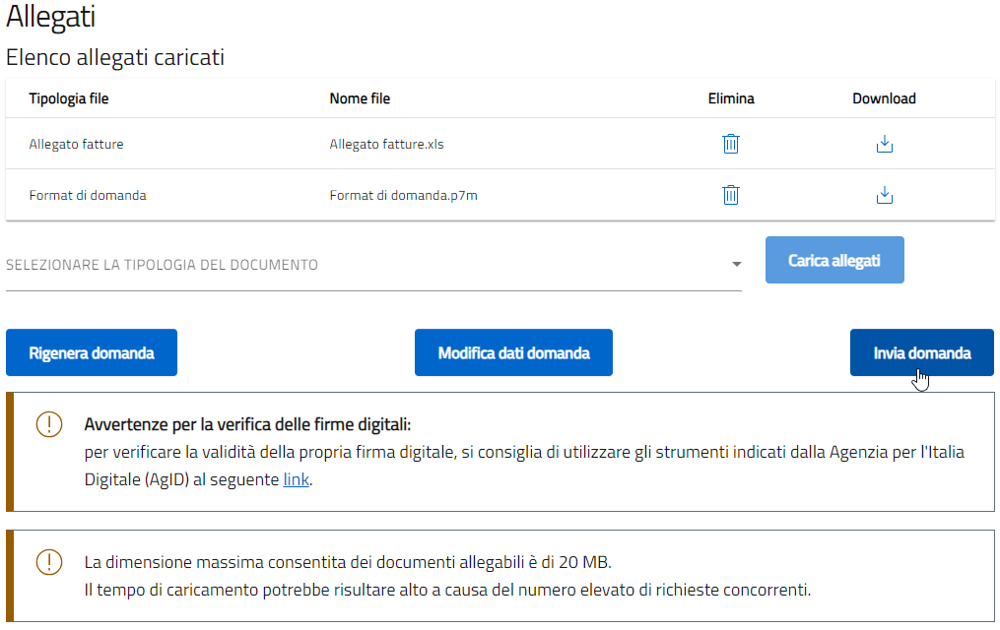 Allegati
Elenco allegati caricati
Tipologia file Nome file Elimina Download
Allegato fatture Allegato fatture.xls
Format di domanda Format di domanda.p7m
SELEZIONARE LA TIPOLOGIA DEL DOCUMENTO Carica allegati
Rigenera domanda Modifica dati domanda Invia domanda
Avvertenze per la verifica delle firme digitali:
per verificare la validità della propria firma digitale, si consiglia di utilizzare gli strumenti indicati dalla Agenzia per l'Italia
Digitale (AgID) al seguente link.
La dimensione massima consentita dei documenti allegabili è di 20 MB.
Il tempo di caricamento potrebbe risultare alto a causa del numero elevato di richieste concorrenti.